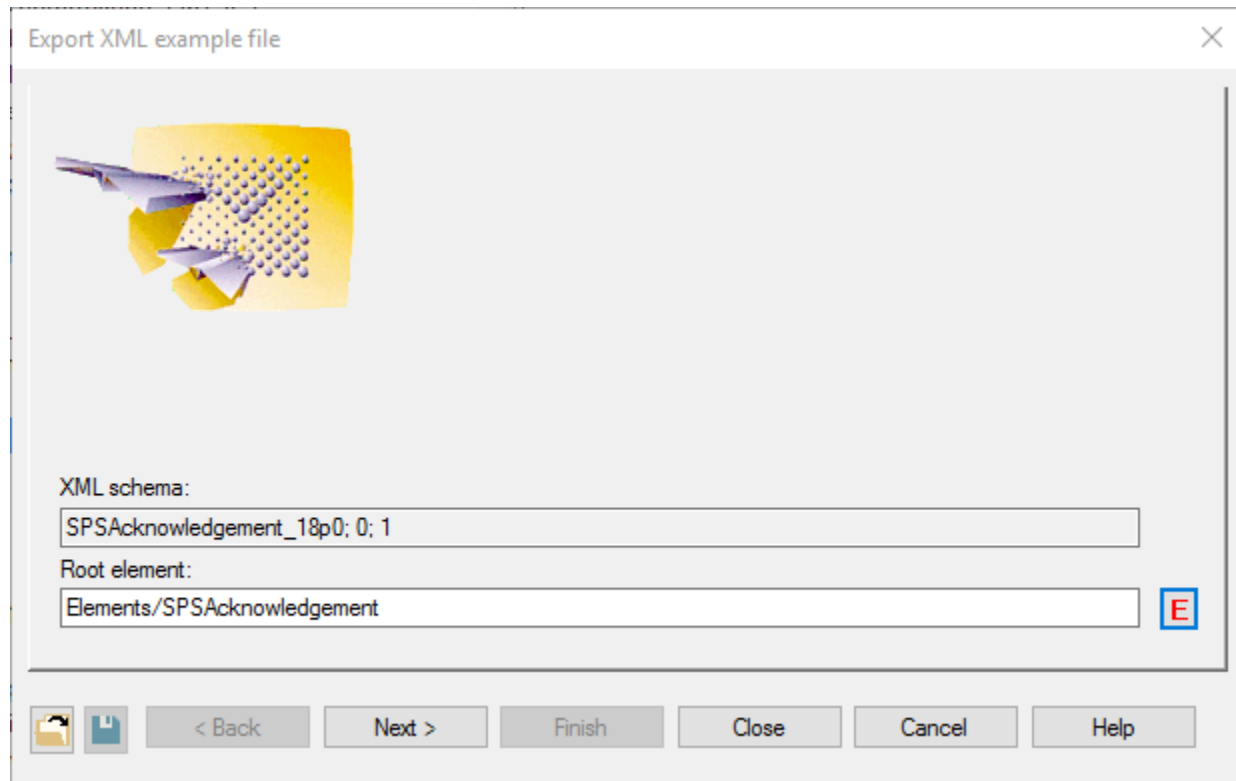 Export XML example file
XML schema:
SPSAcknowledgement_18p0; 0; 1
Root element:
Elements/SPSAcknowledgement
E
< Back
Next >
Finish
Close
Cancel
Help